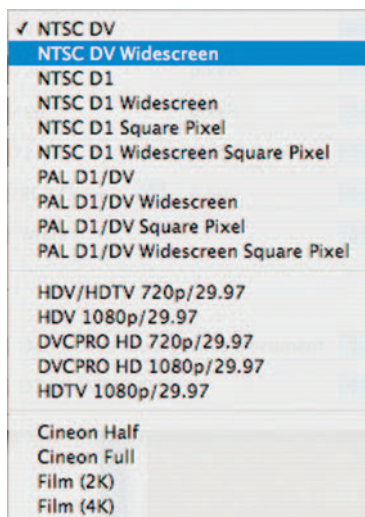 ✓ NTSC DV
NTSC DV Widescreen
NTSC D1
NTSC D1 Widescreen
NTSC D1 Square Pixel
NTSC D1 Widescreen Square Pixel
PAL D1/DV
PAL D1/DV Widescreen
PAL D1/DV Square Pixel
PAL D1/DV Widescreen Square Pixel
HDV/HDTV 720p/29.97
HDV 1080p/29.97
DVCPRO HD 720p/29.97
DVCPRO HD 1080p/29.97
HDTV 1080p/29.97
Cineon Half
Cineon Full
Film (2K)
Film (4K)